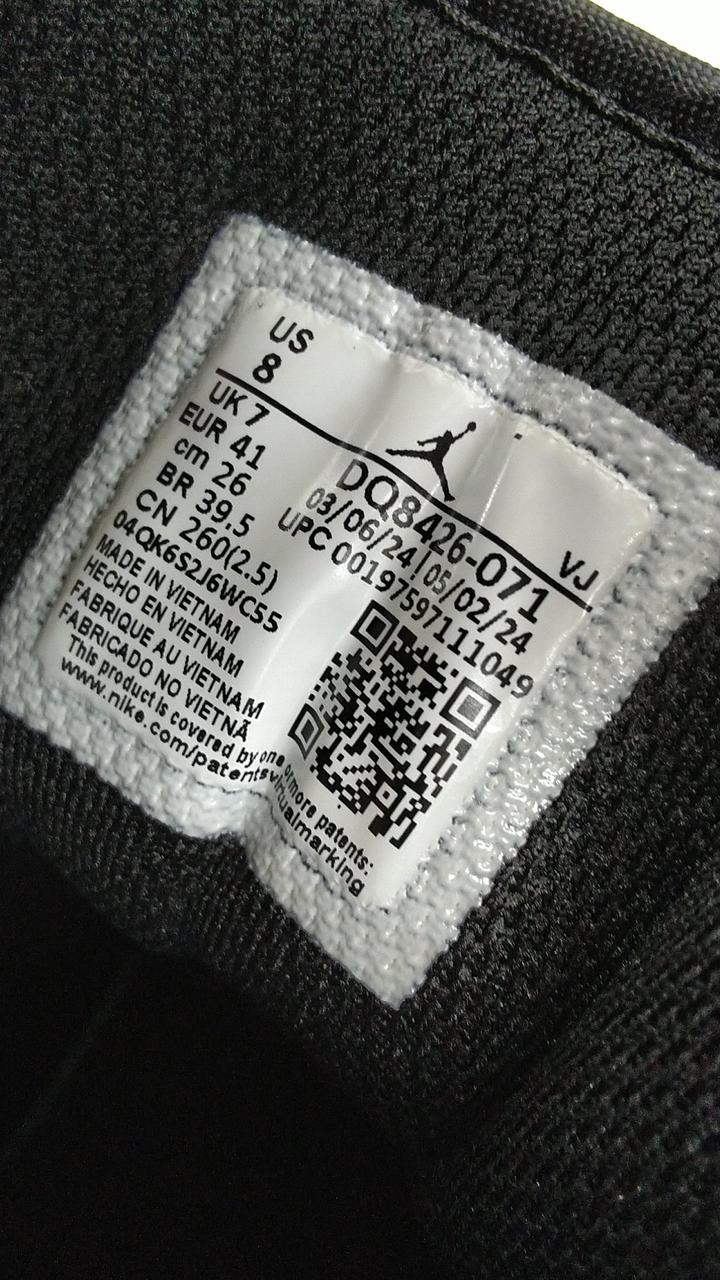 US
8
UK 7
EUR 41
cm 26
BR 39.5
CN 260(2.5)
04QK6S2J6WC55
MADE IN VIETNAM
HECHO EN VIETNAM
FABRIQUE AU VIETNAM
FABRICADO NO VIETNÃ
This product is covered by one or more patents:
www.nike.com/patentsvirtualmarking
VJ
DQ8426-071
03/06/24|05/02/24
UPC 00197597111049